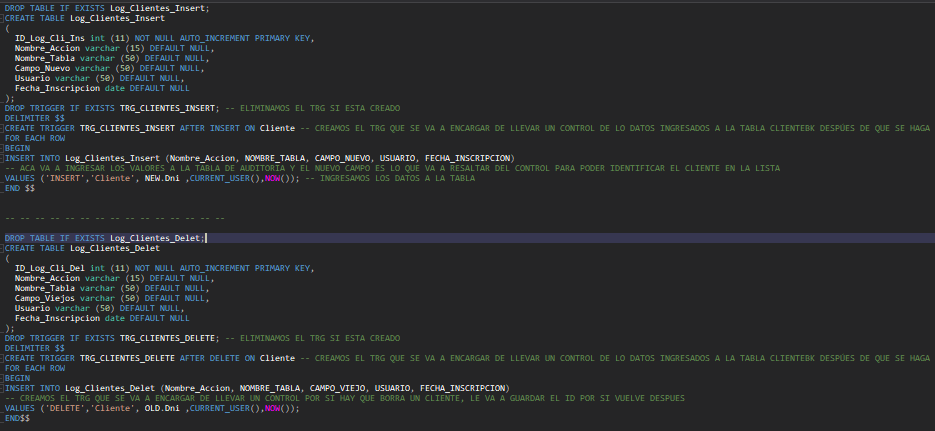 DROP TABLE IF EXISTS Log_Clientes_Insert;
CREATE TABLE Log_Clientes_Insert
(
ID_Log_Cli_Ins int (11) NOT NULL AUTO_INCREMENT PRIMARY KEY,
Nombre_Accion varchar (15) DEFAULT NULL,
Nombre_Tabla varchar (50) DEFAULT NULL,
Campo_Nuevo varchar (50) DEFAULT NULL,
Usuario varchar (50) DEFAULT NULL,
Fecha_Inscripcion date DEFAULT NULL
);
DROP TRIGGER IF EXISTS TRG_CLIENTES_INSERT; -- ELIMINAMOS EL TRG SI ESTA CREADO
DELIMITER $$
CREATE TRIGGER TRG_CLIENTES_INSERT AFTER INSERT ON Cliente -- CREAMOS EL TRG QUE SE VA A ENCARGAR DE LLEVAR UN CONTROL DE LO DATOS INGRESADOS A LA TABLA CLIENTEBK DESPÚES DE QUE SE HAGA
FOR EACH ROW
BEGIN
INSERT INTO Log_Clientes_Insert (Nombre_Accion, NOMBRE_TABLA, CAMPO_NUEVO, USUARIO, FECHA_INSCRIPCION)
-- ACA VA A INGRESAR LOS VALORES A LA TABLA DE AUDITORIA Y EL NUEVO CAMPO ES LO QUE VA A RESALTAR DEL CONTROL PARA PODER IDENTIFICAR EL CLIENTE EN LA LISTA
VALUES ('INSERT','Cliente', NEW.Dni ,CURRENT_USER(),NOW()); -- INGRESAMOS LOS DATOS A LA TABLA
END $$
-- -- -- -- -- -- -- -- -- -- -- -- -- -- --
DROP TABLE IF EXISTS Log_Clientes_Delet;
CREATE TABLE Log_Clientes_Delet
(
ID_Log_Cli_Del int (11) NOT NULL AUTO_INCREMENT PRIMARY KEY,
Nombre_Accion varchar (15) DEFAULT NULL,
Nombre_Tabla varchar (50) DEFAULT NULL,
Campo_Viejos varchar (50) DEFAULT NULL,
Usuario varchar (50) DEFAULT NULL,
Fecha_Inscripcion date DEFAULT NULL
);
DROP TRIGGER IF EXISTS TRG_CLIENTES_DELETE; -- ELIMINAMOS EL TRG SI ESTA CREADO
DELIMITER $$
CREATE TRIGGER TRG_CLIENTES_DELETE AFTER DELETE ON Cliente -- CREAMOS EL TRG QUE SE VA A ENCARGAR DE LLEVAR UN CONTROL DE LO DATOS INGRESADOS A LA TABLA CLIENTEBK DESPÚES DE QUE SE HAGA
FOR EACH ROW
BEGIN
INSERT INTO Log_Clientes_Delet (Nombre_Accion, NOMBRE_TABLA, CAMPO_VIEJO, USUARIO, FECHA_INSCRIPCION)
-- CREAMOS EL TRG QUE SE VA A ENCARGAR DE LLEVAR UN CONTROL POR SI HAY QUE BORRA UN CLIENTE, LE VA A GUARDAR EL ID POR SI VUELVE DESPUES
VALUES ('DELETE','Cliente', OLD.Dni ,CURRENT_USER(),NOW());
END$$